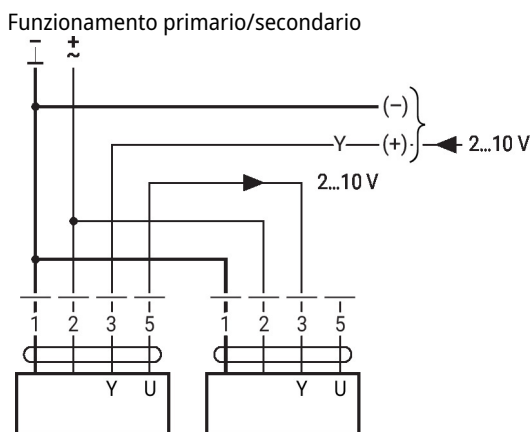 Funzionamento primario/secondario
– +
~
(–)
Y (+) 2...10 V
2...10 V
1 2 3 5 1 2 3 5
Y U Y U